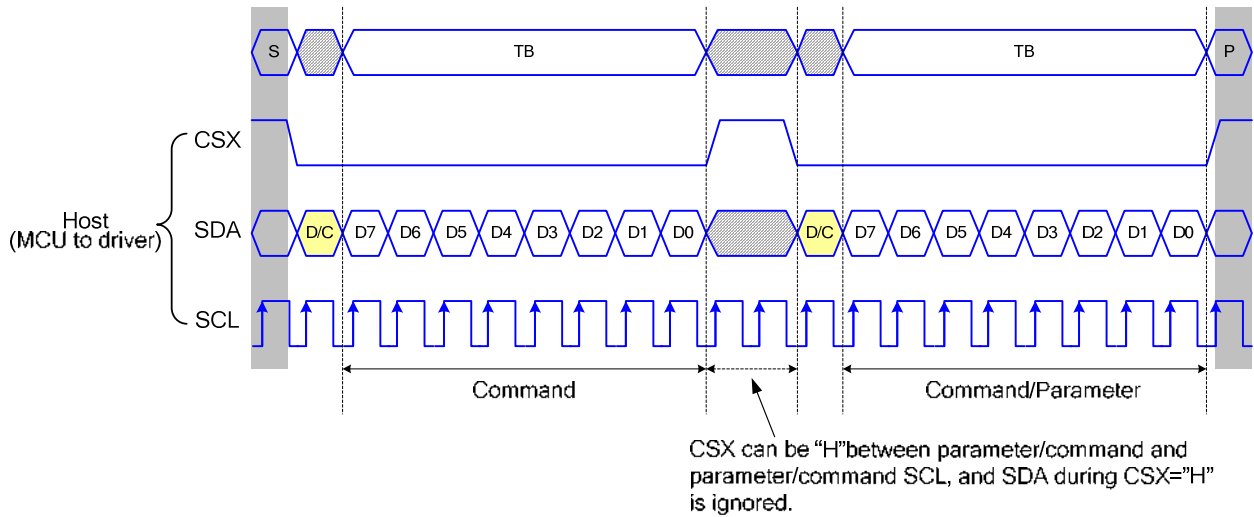 S TB TB P
CSX
Host
(MCU to driver)
SDA
D/C D7 D6 D5 D4 D3 D2 D1 D0 D/C D7 D6 D5 D4 D3 D2 D1 D0
SCL
Command Command/Parameter
CSX can be “H”between parameter/command and
parameter/command SCL, and SDA during CSX=”H”
is ignored.